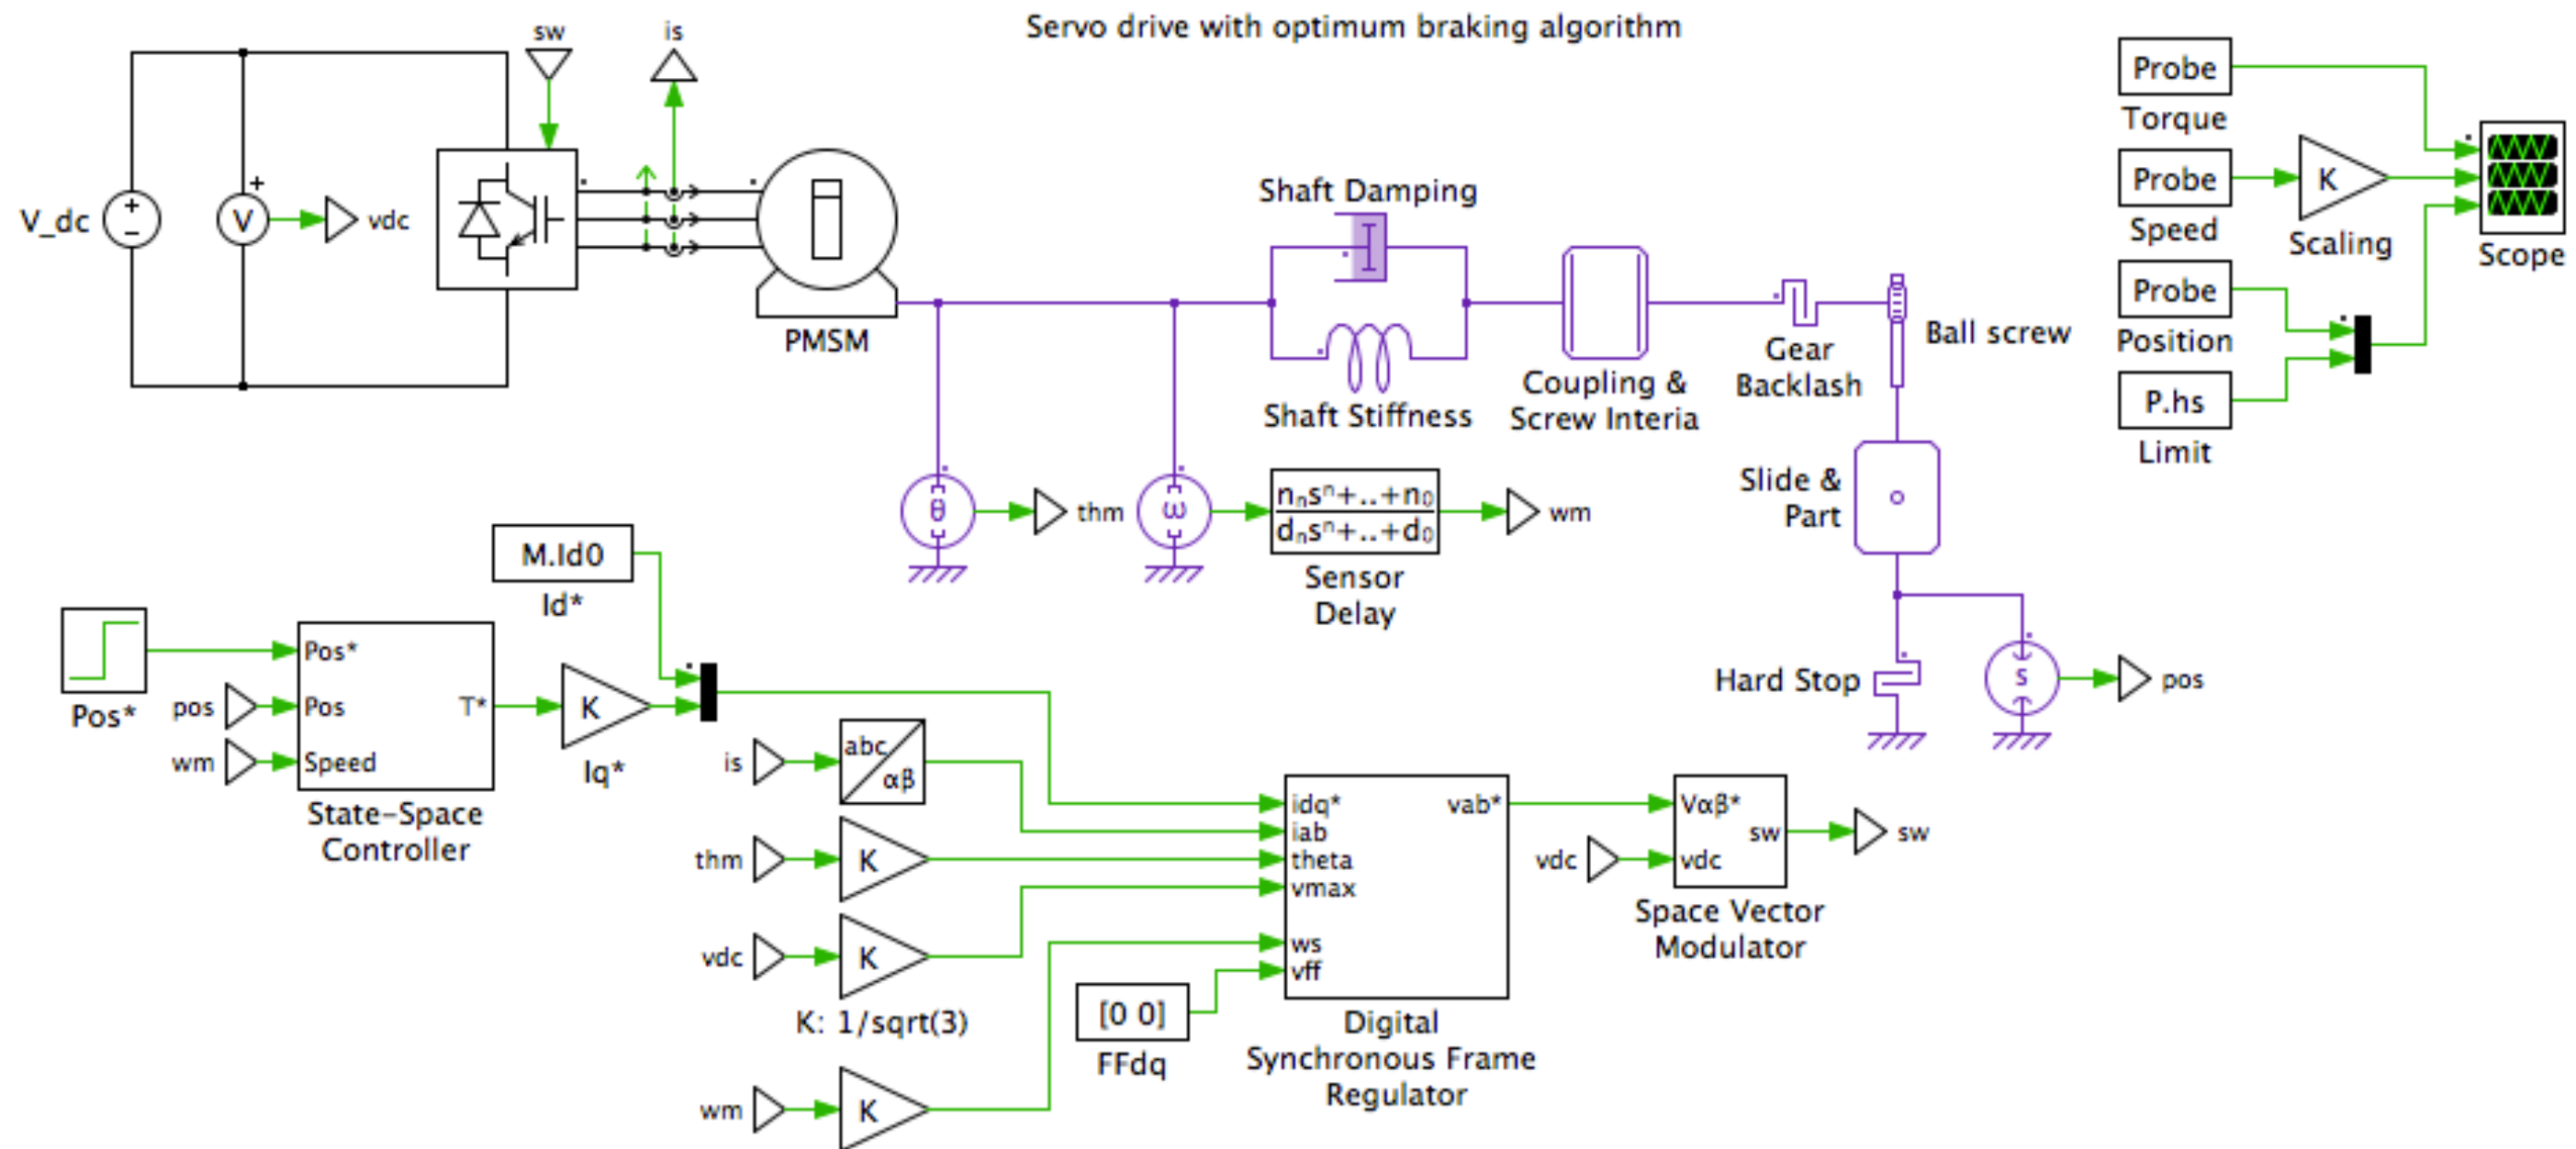 Servo drive with optimum braking algorithm
sw
is
V_dc
+
−
V
+
vdc
PMSM
Shaft Damping
Shaft Stiffness
Coupling &
Screw Interia
Gear
Backlash
Ball screw
Slide &
Part
Hard Stop
s
pos
θ
thm
ω
nₙsⁿ+..+n₀
dₙsⁿ+..+d₀
Sensor
Delay
wm
Probe
Torque
Probe
Speed
K
Scaling
Probe
Position
P.hs
Limit
Scope
M.Id0
Id*
Pos*
pos
wm
Pos*
Pos
Speed
T*
State-Space
Controller
K
Iq*
is
abc
αβ
thm
K
vdc
K
K: 1/sqrt(3)
wm
K
[0 0]
FFdq
idq*
iab
theta
vmax
ws
vff
vab*
Digital
Synchronous Frame
Regulator
vdc
Vαβ*
sw
vdc
Space Vector
Modulator
sw